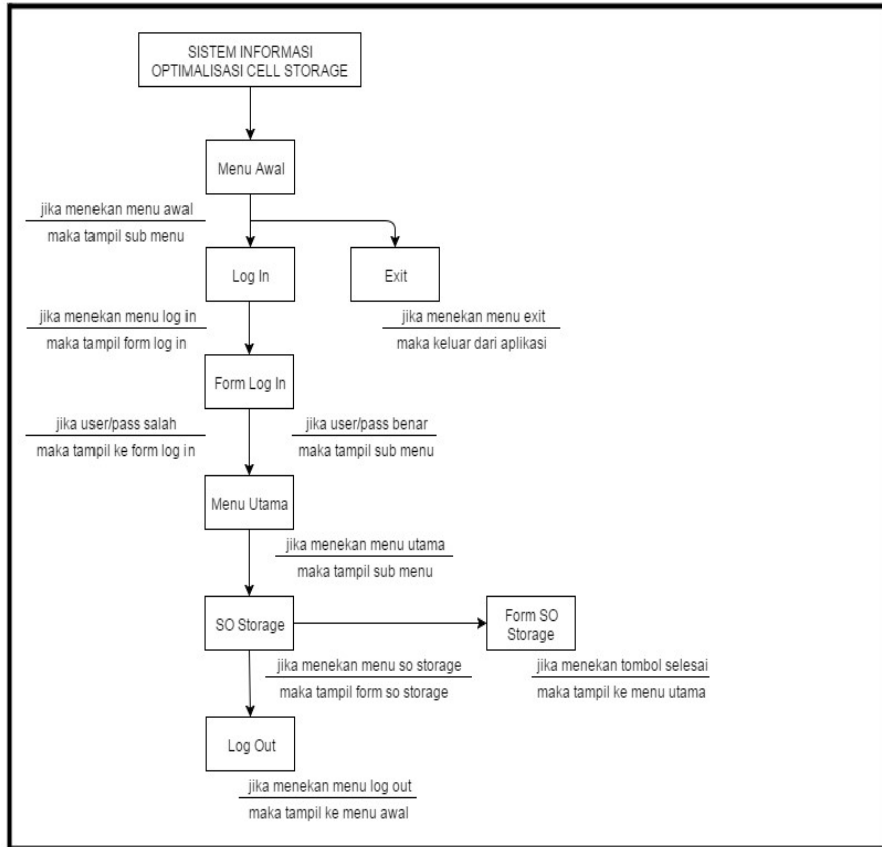 SISTEM INFORMASI
OPTIMALISASI CELL STORAGE
Menu Awal
jika menekan menu awal
maka tampil sub menu
Log In
Exit
jika menekan menu log in
maka tampil form log in
jika menekan menu exit
maka keluar dari aplikasi
Form Log In
jika user/pass salah
maka tampil ke form log in
jika user/pass benar
maka tampil sub menu
Menu Utama
jika menekan menu utama
maka tampil sub menu
SO Storage
Form SO
Storage
jika menekan menu so storage
maka tampil form so storage
jika menekan tombol selesai
maka tampil ke menu utama
Log Out
jika menekan menu log out
maka tampil ke menu awal